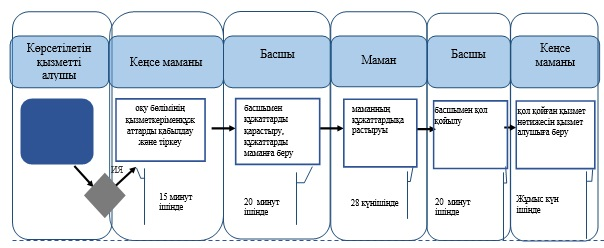 Көрсетілетін
қызметті
алушы
Кеңсе маманы
Басшы
Маман
Басшы
Кеңсе
маманы
оқу бөлімінің
қызметкеріменқұж
аттарды қабылдау
және тіркеу
басшымен
құжаттарды
қарастыру,
құжаттарды
маманға беру
маманның
құжаттардықа
растыруы
басшымен қол
қойылу
қол қойған қызмет
нәтижесін қызмет
алушыға беру
ИЯ
15 минут
ішінде
20 минут
ішінде
28 күнішінде
20 минут
ішінде
Жұмыс күн
ішінде